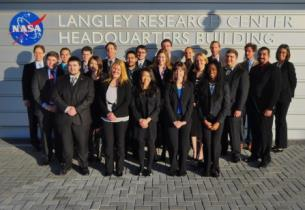 NASA
LANGLEY RESEARCH CENTER
HEADQUARTERS BUILDING